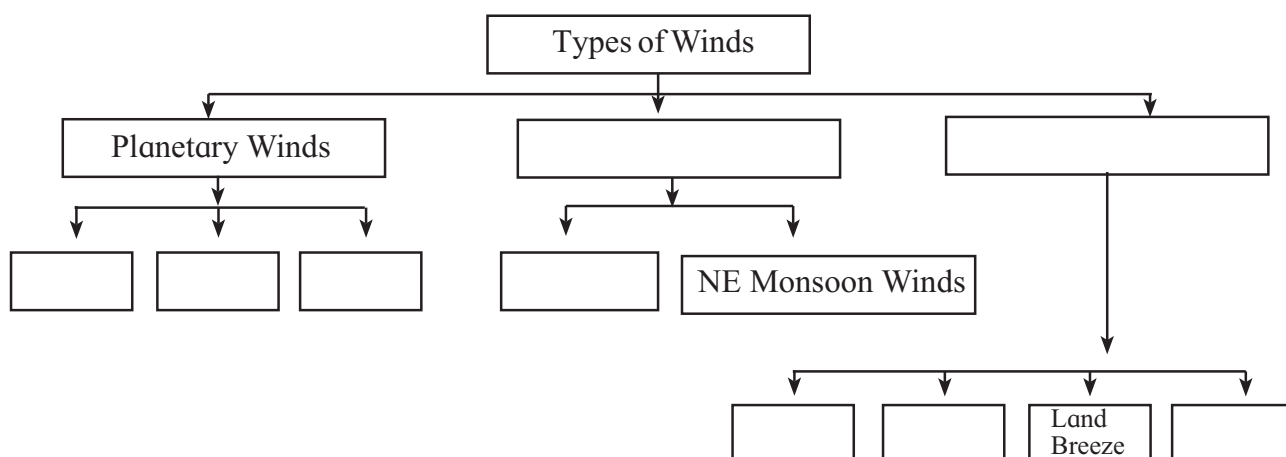 Types of Winds
Planetary Winds
NE Monsoon Winds
Land
Breeze